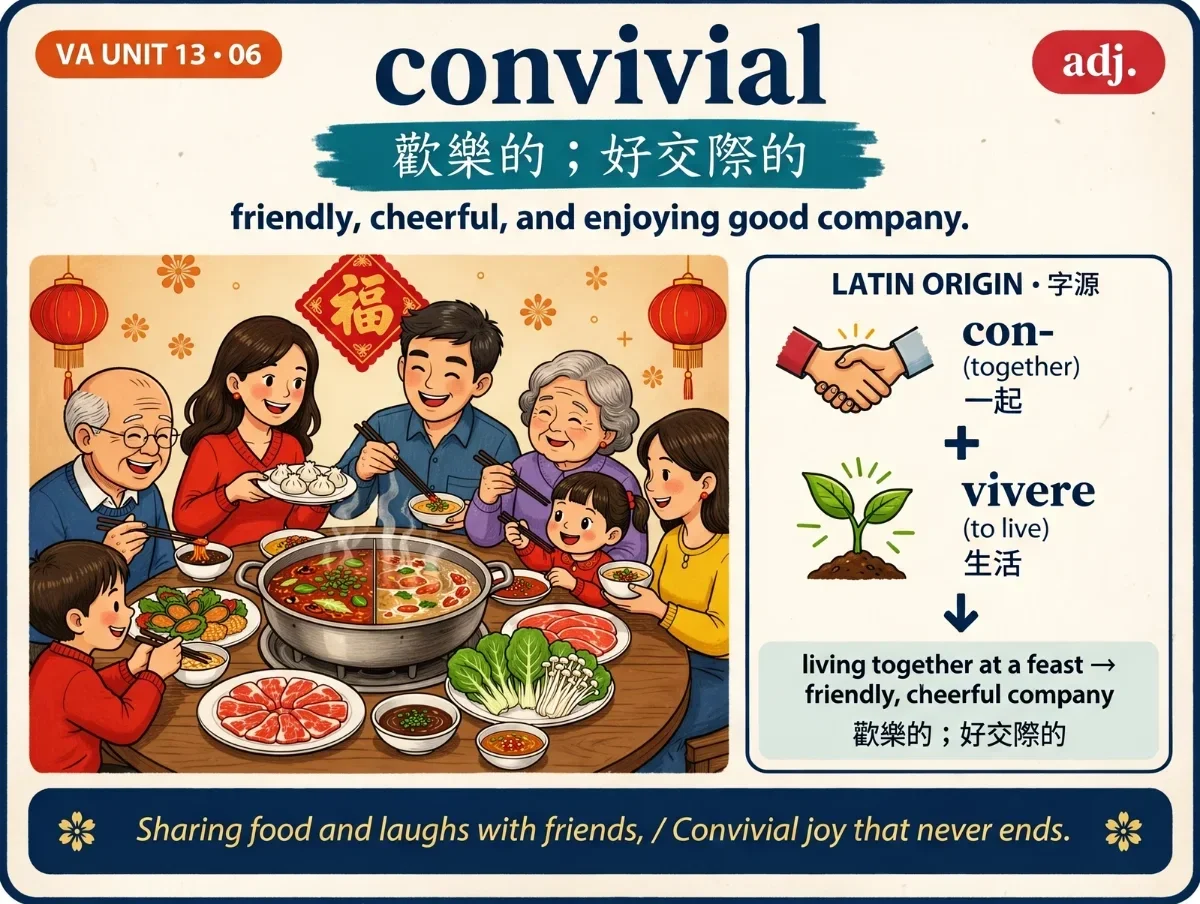 VA UNIT 13 • 06
convivial
adj.
歡樂的；好交際的
friendly, cheerful, and enjoying good company.
福
LATIN ORIGIN • 字源
con-
(together)
一起
+
vivere
(to live)
生活
living together at a feast →
friendly, cheerful company
歡樂的；好交際的
Sharing food and laughs with friends, / Convivial joy that never ends.